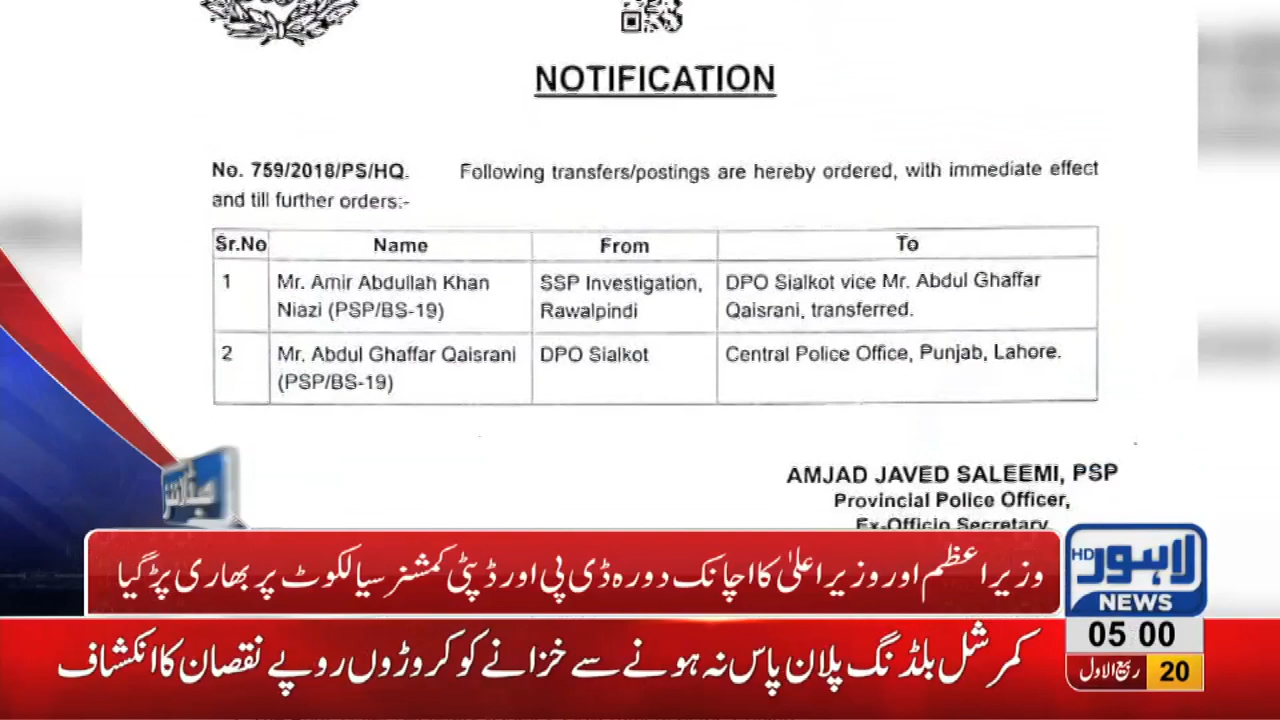 NOTIFICATION
No. 759/2018/PS/HQ. Following transfers/postings are hereby ordered, with immediate effect
and till further orders:-
Sr.No Name From To
1 Mr. Amir Abdullah Khan Niazi (PSP/BS-19) SSP Investigation, Rawalpindi DPO Sialkot vice Mr. Abdul Ghaffar Qaisrani, transferred.
2 Mr. Abdul Ghaffar Qaisrani (PSP/BS-19) DPO Sialkot Central Police Office, Punjab, Lahore.
AMJAD JAVED SALEEMI, PSP
Provincial Police Officer,
Ex-Officio Secretary
ہیڈلائنز
وزیراعظم اور وزیراعلیٰ کا اچانک دورہ ڈی پی اور ڈپٹی کمشنر سیالکوٹ پر بھاری پڑ گیا
HD لاہور
NEWS
05 00
کمرشل بلڈنگ پلان پاس نہ ہونے سے خزانے کو کروڑوں روپے نقصان کا انکشاف
20 ربیع الاول